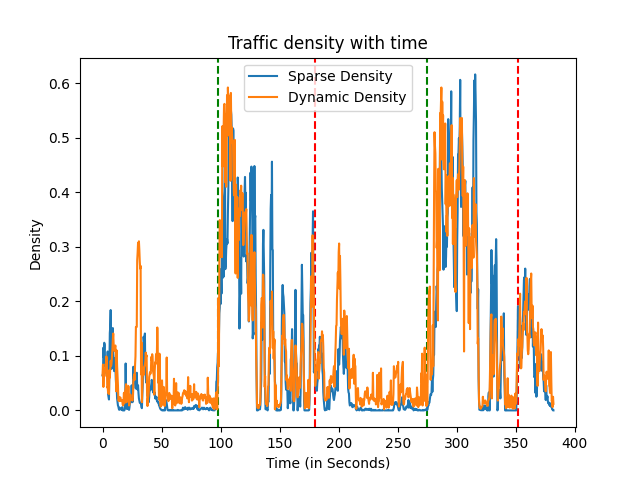 Traffic density with time
Sparse Density
Dynamic Density
Density
0.6
0.5
0.4
0.3
0.2
0.1
0.0
0 50 100 150 200 250 300 350 400
Time (in Seconds)